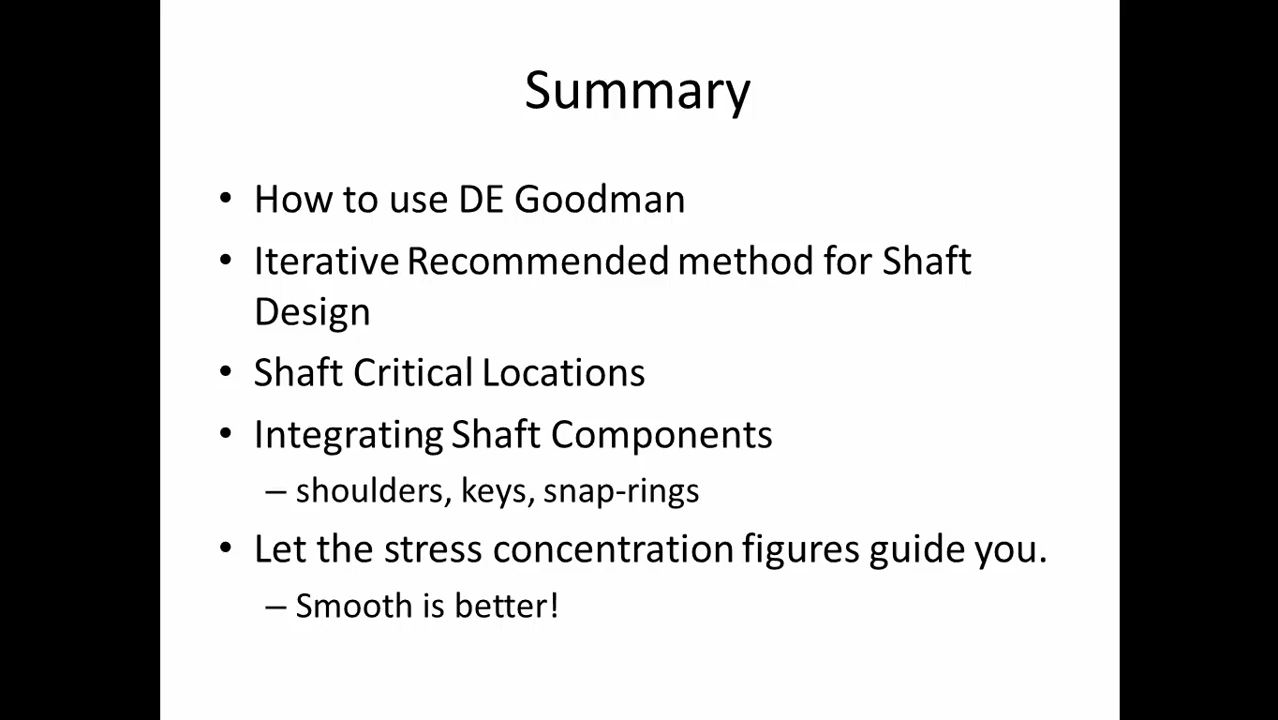 Summary
• How to use DE Goodman
• Iterative Recommended method for Shaft
Design
• Shaft Critical Locations
• Integrating Shaft Components
– shoulders, keys, snap-rings
• Let the stress concentration figures guide you.
– Smooth is better!